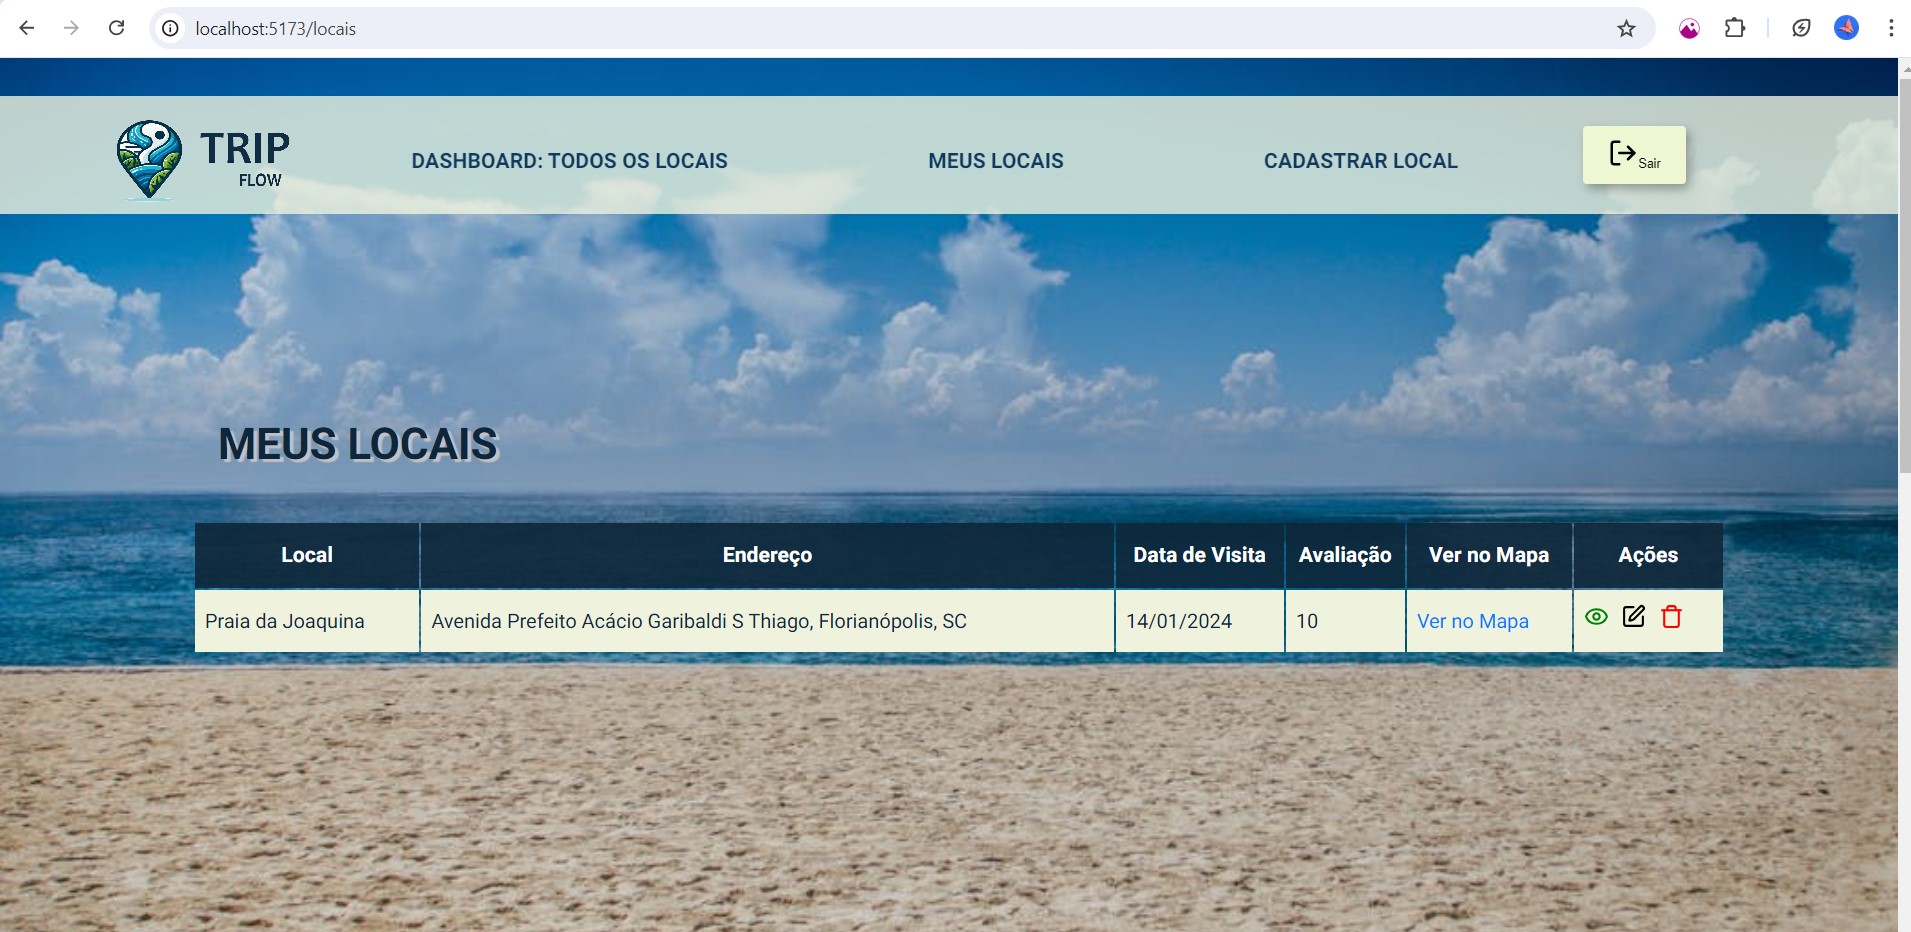 localhost:5173/locais
TRIP
FLOW
DASHBOARD: TODOS OS LOCAIS
MEUS LOCAIS
CADASTRAR LOCAL
Sair
MEUS LOCAIS
Local Endereço Data de Visita Avaliação Ver no Mapa Ações
Praia da Joaquina Avenida Prefeito Acácio Garibaldi S Thiago, Florianópolis, SC 14/01/2024 10 Ver no Mapa